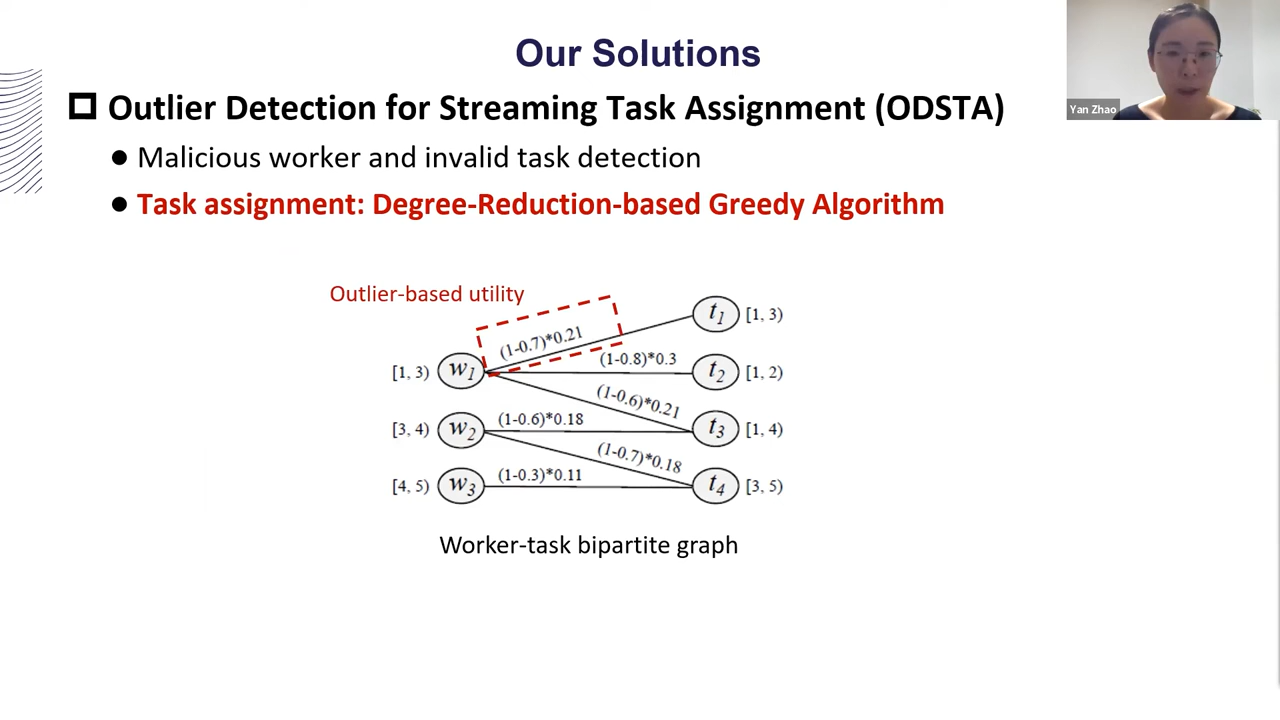 Our Solutions
Yan Zhao
Outlier Detection for Streaming Task Assignment (ODSTA)
Malicious worker and invalid task detection
Task assignment: Degree-Reduction-based Greedy Algorithm
Outlier-based utility
(1-0.7)*0.21
t1 [1, 3)
[1, 3) w1
(1-0.8)*0.3
t2 [1, 2)
(1-0.6)*0.21
[3, 4) w2
(1-0.6)*0.18
t3 [1, 4)
(1-0.7)*0.18
[4, 5) w3
(1-0.3)*0.11
t4 [3, 5)
Worker-task bipartite graph